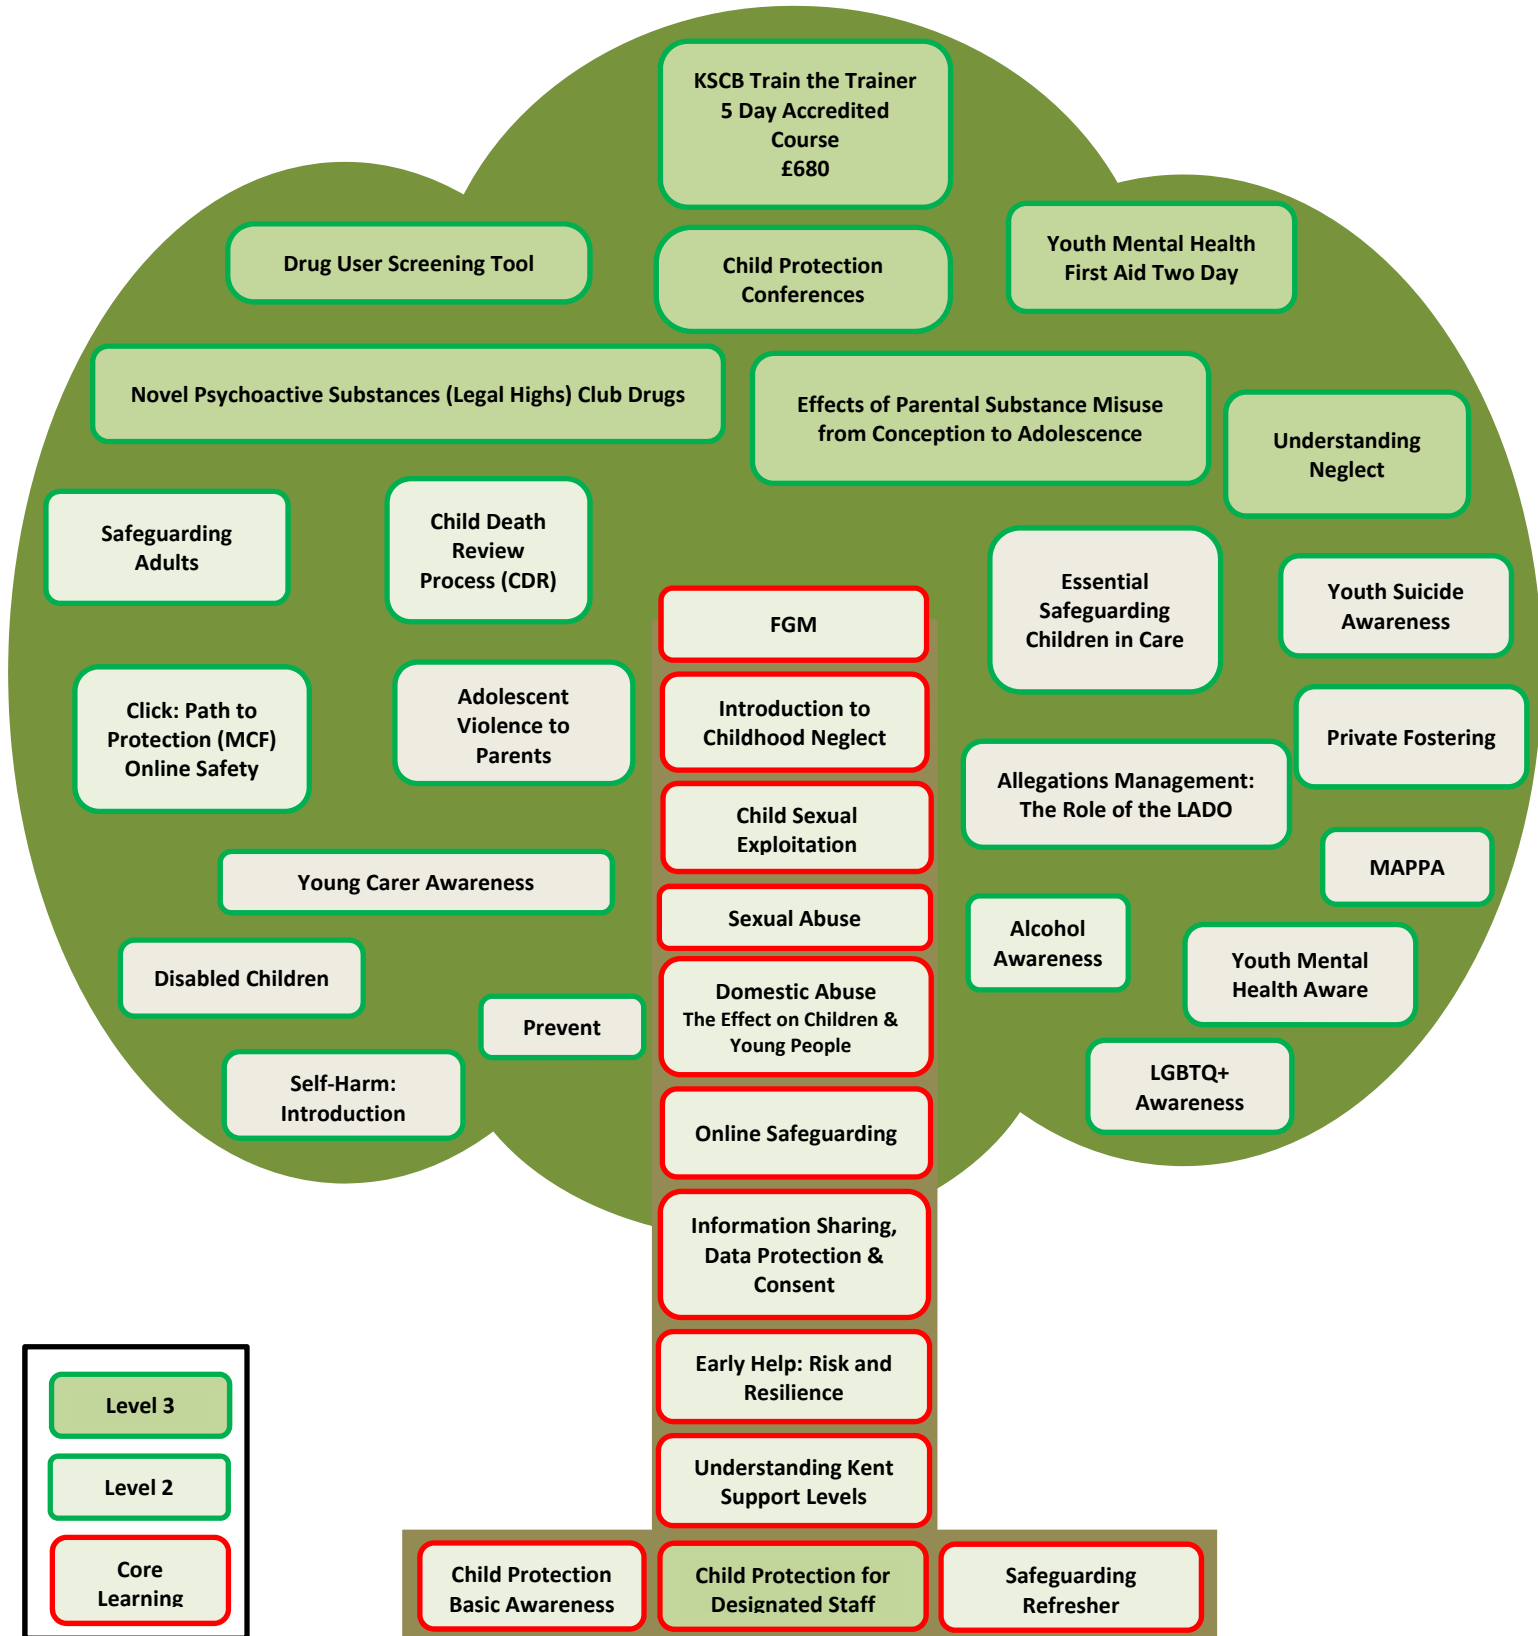 KSCB Train the Trainer
5 Day Accredited
Course
£680
Drug User Screening Tool
Child Protection
Conferences
Youth Mental Health
First Aid Two Day
Novel Psychoactive Substances (Legal Highs) Club Drugs
Effects of Parental Substance Misuse
from Conception to Adolescence
Understanding
Neglect
Safeguarding
Adults
Child Death
Review
Process (CDR)
Essential
Safeguarding
Children in Care
Youth Suicide
Awareness
FGM
Click: Path to
Protection (MCF)
Online Safety
Adolescent
Violence to
Parents
Introduction to
Childhood Neglect
Private Fostering
Allegations Management:
The Role of the LADO
Child Sexual
Exploitation
MAPPA
Young Carer Awareness
Sexual Abuse
Alcohol
Awareness
Youth Mental
Health Aware
Disabled Children
Prevent
Domestic Abuse
The Effect on Children &
Young People
Self-Harm:
Introduction
LGBTQ+
Awareness
Online Safeguarding
Information Sharing,
Data Protection &
Consent
Early Help: Risk and
Resilience
Understanding Kent
Support Levels
Level 3
Level 2
Core
Learning
Child Protection
Basic Awareness
Child Protection for
Designated Staff
Safeguarding
Refresher